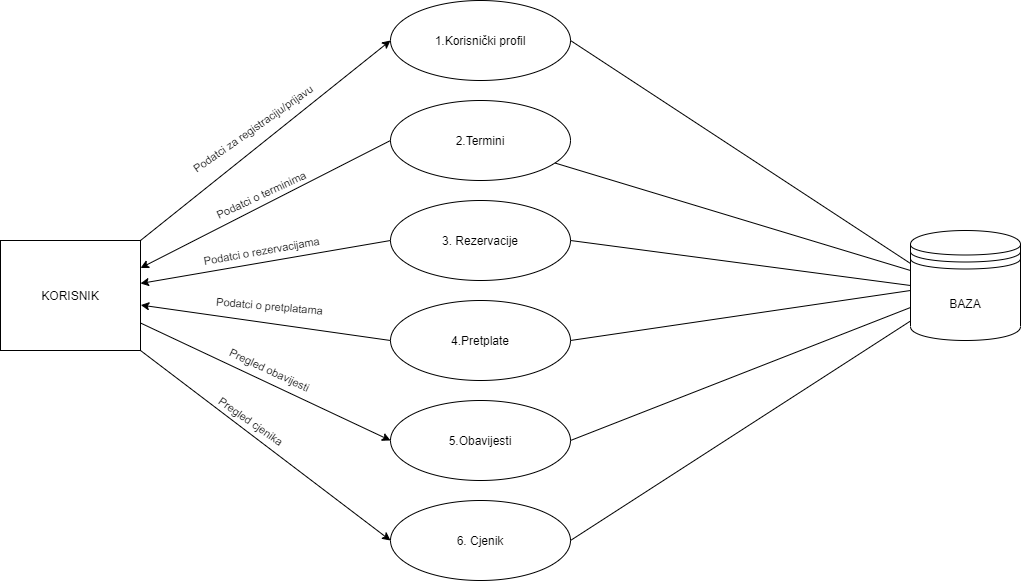 1.Korisnički profil
Podatci za registraciju/prijavu
2.Termini
Podatci o terminima
3. Rezervacije
Podatci o rezervacijama
KORISNIK
BAZA
Podatci o pretplatama
4.Pretplate
Pregled obavijesti
5.Obavijesti
Pregled cjenika
6. Cjenik